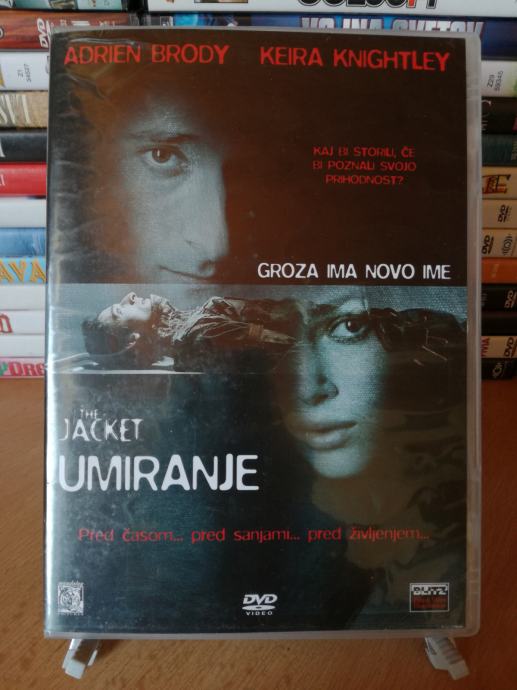 ADRIEN BRODY KEIRA KNIGHTLEY
KAJ BI STORILI, ČE
BI POZNALI SVOJO
PRIHODNOST?
GROZA IMA NOVO IME
THE
JACKET
UMIRANJE
Pred časom... pred sanjami... pred življenjem...
DVD
VIDEO
BLITZ